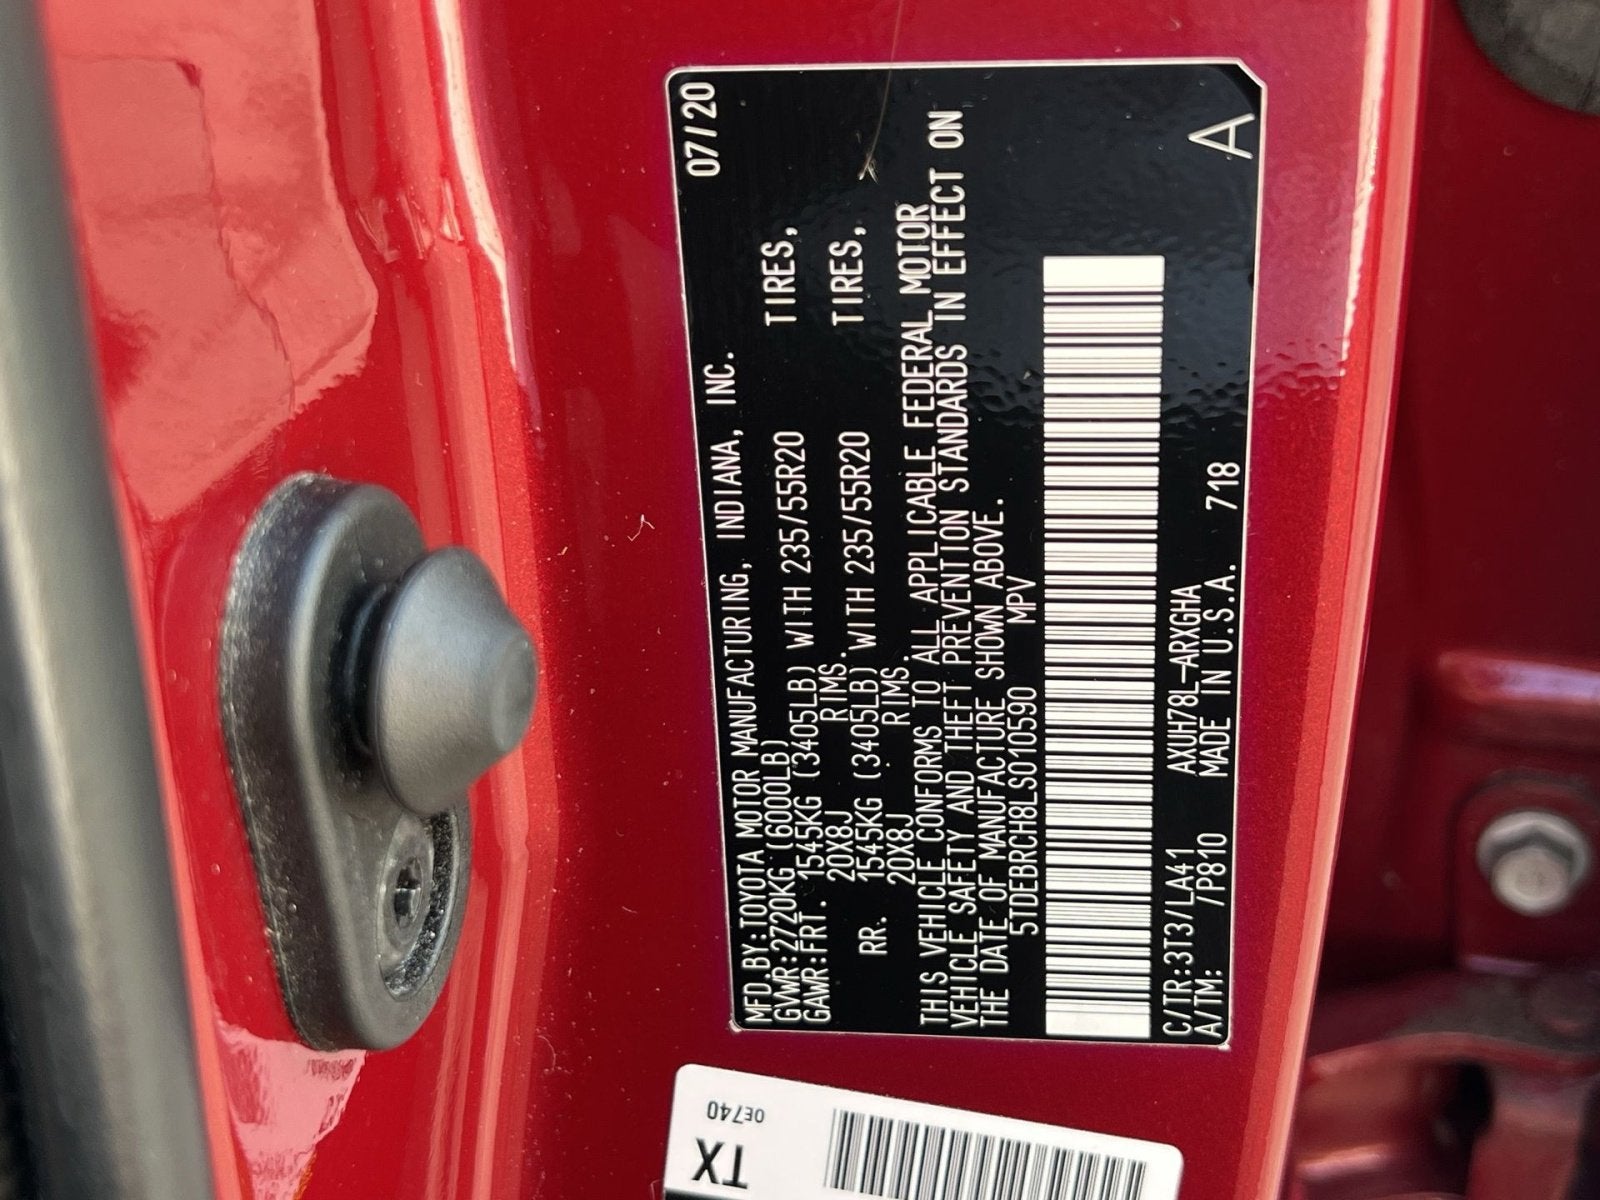 MFD.BY:TOYOTA MOTOR MANUFACTURING, INDIANA, INC. 07/20
GVWR:2720KG (6000LB)
GAWR:FRT. 1545KG (3405LB) WITH 235/55R20 TIRES,
20X8J RIMS.
RR. 1545KG (3405LB) WITH 235/55R20 TIRES,
20X8J RIMS.
THIS VEHICLE CONFORMS TO ALL APPLICABLE FEDERAL MOTOR
VEHICLE SAFETY AND THEFT PREVENTION STANDARDS IN EFFECT ON
THE DATE OF MANUFACTURE SHOWN ABOVE.
5TDEBRCH8LS010590 MPV
C/TR:3T3/LA41 AXUH78L-ARXGHA
A/TM: /P810 MADE IN U.S.A. 718
A
0E740
TX